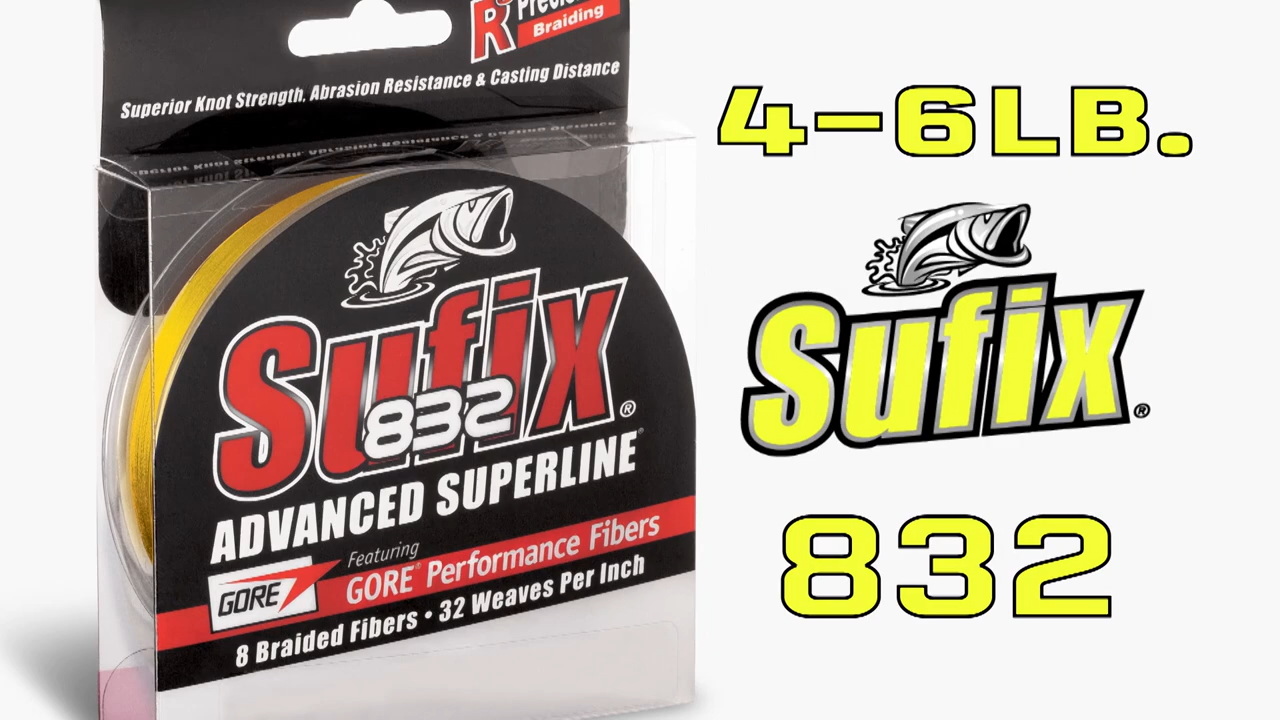 R
Braiding
Superior Knot Strength, Abrasion Resistance & Casting Distance
Sufix®
832
ADVANCED SUPERLINE
Featuring
GORE
GORE® Performance Fibers
8 Braided Fibers • 32 Weaves Per Inch
4-6LB.
Sufix®
832